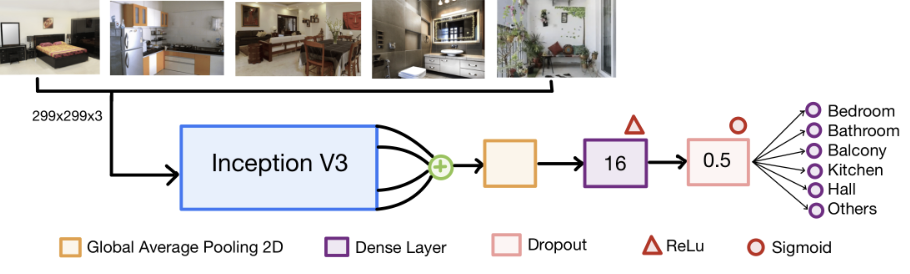 299x299x3
Inception V3
16
0.5
Bedroom
Bathroom
Balcony
Kitchen
Hall
Others
Global Average Pooling 2D
Dense Layer
Dropout
ReLu
Sigmoid